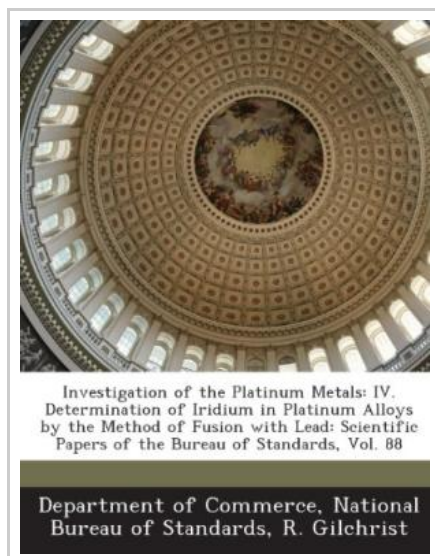 Investigation of the Platinum Metals: IV.
Determination of Iridium in Platinum Alloys
by the Method of Fusion with Lead: Scientific
Papers of the Bureau of Standards, Vol. 88
Department of Commerce, National
Bureau of Standards, R. Gilchrist